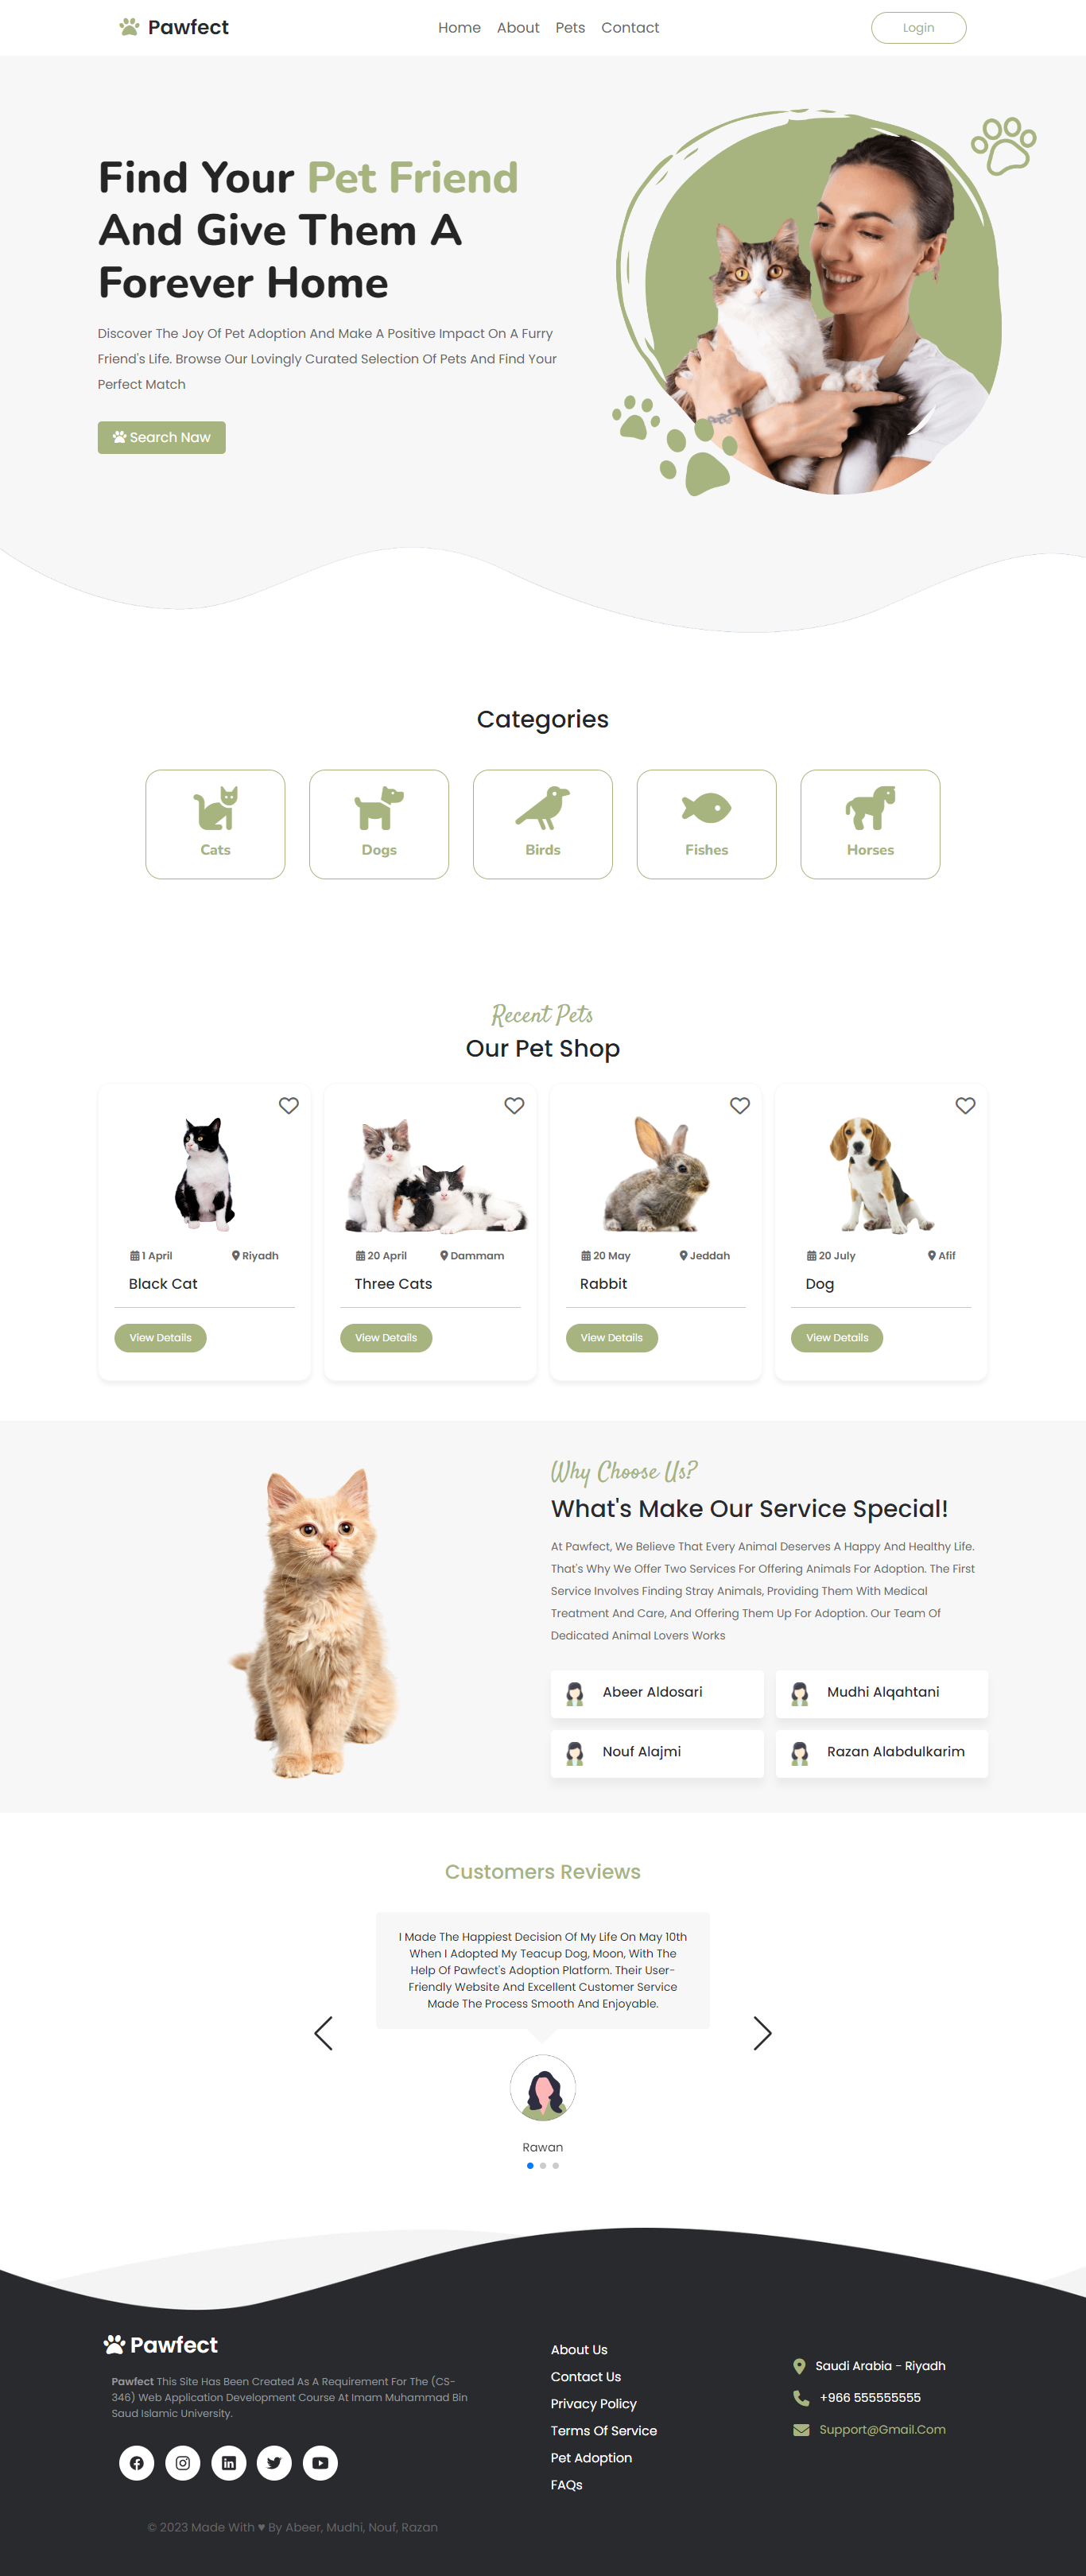 Pawfect
Home About Pets Contact
Login
Find Your Pet Friend
And Give Them A
Forever Home
Discover The Joy Of Pet Adoption And Make A Positive Impact On A Furry
Friend's Life. Browse Our Lovingly Curated Selection Of Pets And Find Your
Perfect Match
Search Naw
Categories
Cats
Dogs
Birds
Fishes
Horses
Recent Pets
Our Pet Shop
1 April Riyadh
Black Cat
View Details
20 April Dammam
Three Cats
View Details
20 May Jeddah
Rabbit
View Details
20 July Afif
Dog
View Details
Why Choose Us?
What's Make Our Service Special!
At Pawfect, We Believe That Every Animal Deserves A Happy And Healthy Life.
That's Why We Offer Two Services For Offering Animals For Adoption. The First
Service Involves Finding Stray Animals, Providing Them With Medical
Treatment And Care, And Offering Them Up For Adoption. Our Team Of
Dedicated Animal Lovers Works
Abeer Aldosari
Mudhi Alqahtani
Nouf Alajmi
Razan Alabdulkarim
Customers Reviews
I Made The Happiest Decision Of My Life On May 10th
When I Adopted My Teacup Dog, Moon, With The
Help Of Pawfect's Adoption Platform. Their User-
Friendly Website And Excellent Customer Service
Made The Process Smooth And Enjoyable.
Rawan
Pawfect
Pawfect This Site Has Been Created As A Requirement For The (CS-
346) Web Application Development Course At Imam Muhammad Bin
Saud Islamic University.
© 2023 Made With ♥ By Abeer, Mudhi, Nouf, Razan
About Us
Contact Us
Privacy Policy
Terms Of Service
Pet Adoption
FAQs
Saudi Arabia - Riyadh
+966 555555555
Support@Gmail.Com